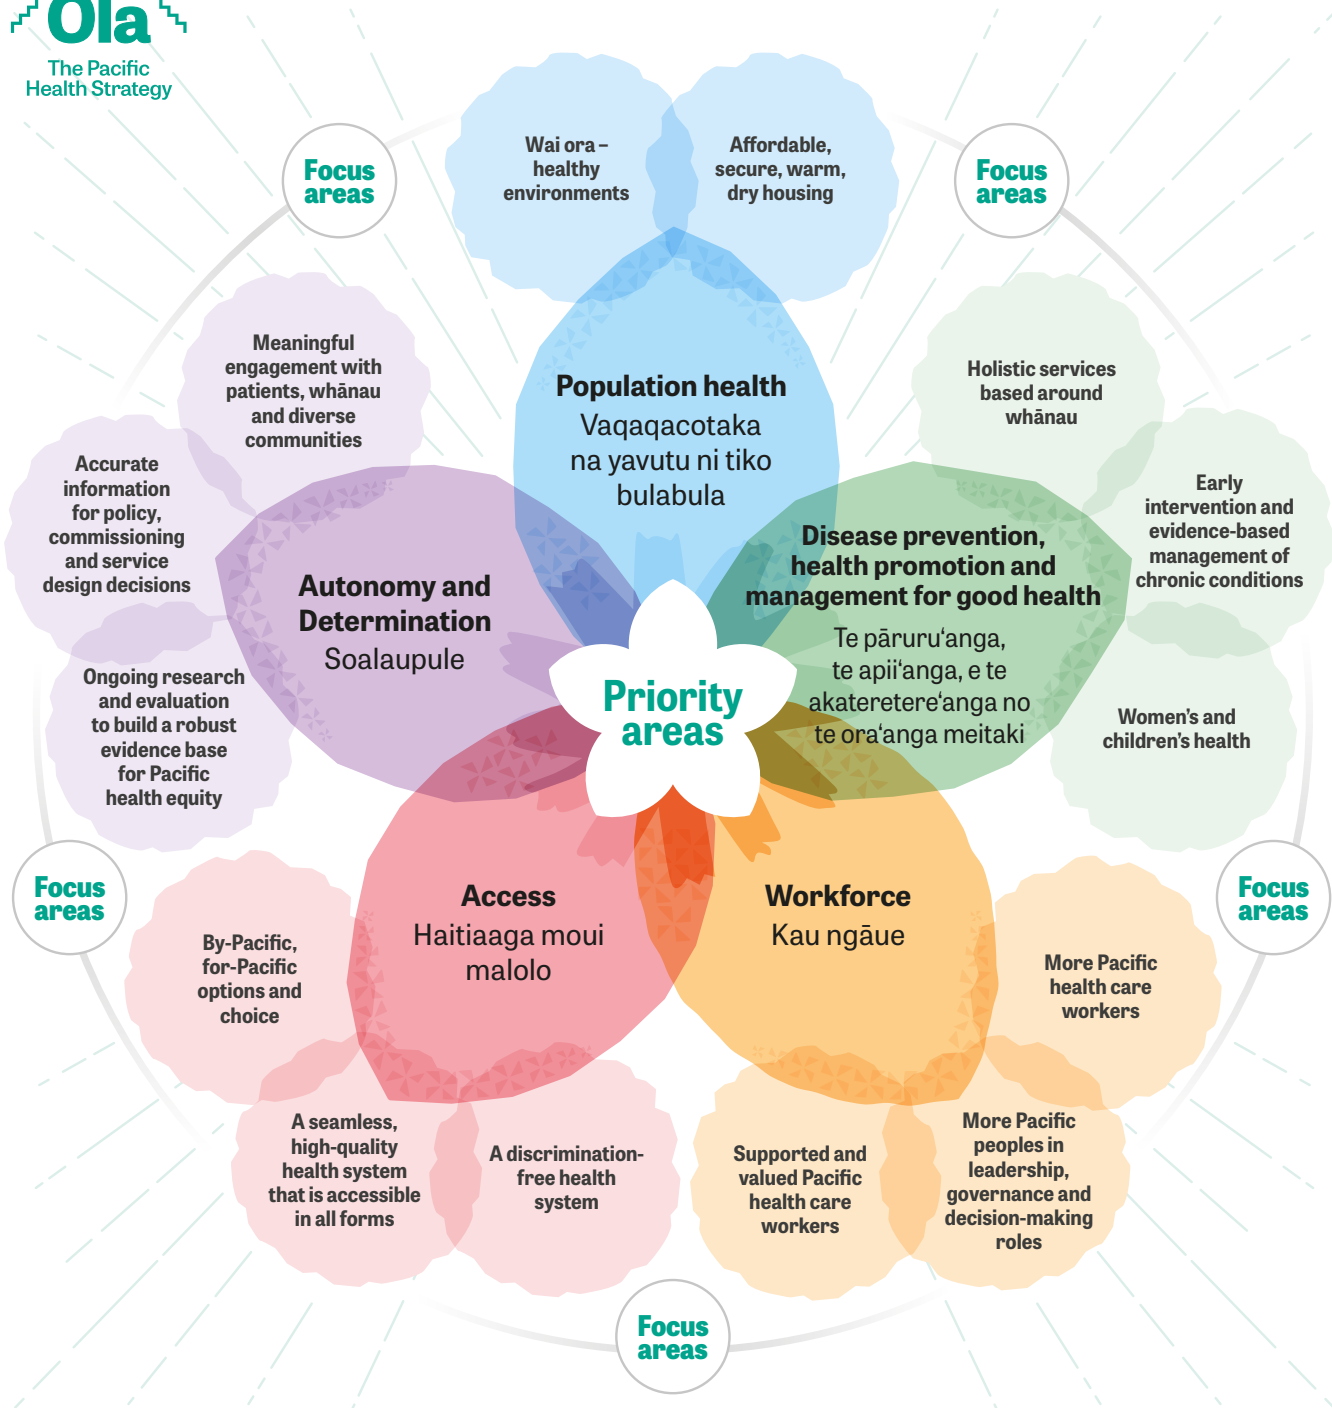 Ola
The Pacific
Health Strategy
Focus
areas
Wai ora –
healthy
environments
Affordable,
secure, warm,
dry housing
Focus
areas
Population health
Vaqaqacotaka
na yavutu ni tiko
bulabula
Meaningful
engagement with
patients, whānau
and diverse
communities
Accurate
information
for policy,
commissioning
and service
design decisions
Ongoing research
and evaluation
to build a robust
evidence base
for Pacific
health equity
Autonomy and
Determination
Soalaupule
Holistic services
based around
whānau
Early
intervention and
evidence-based
management of
chronic conditions
Women’s and
children’s health
Disease prevention,
health promotion and
management for good health
Te pāruru‘anga,
te apii‘anga, e te
akateretere‘anga no
te ora‘anga meitaki
Priority
areas
Focus
areas
Access
Haitiaaga moui
malolo
By-Pacific,
for-Pacific
options and
choice
A seamless,
high-quality
health system
that is accessible
in all forms
A discrimination-
free health
system
Workforce
Kau ngāue
More Pacific
health care
workers
Supported and
valued Pacific
health care
workers
More Pacific
peoples in
leadership,
governance and
decision-making
roles
Focus
areas
Focus
areas